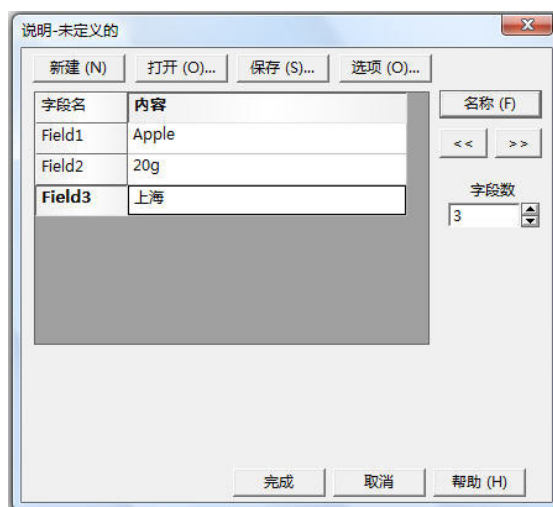 说明-未定义的
新建 (N) 打开 (O)... 保存 (S)... 选项 (O)...
字段名 内容 名称 (F)
Field1 Apple << >>
Field2 20g
字段数
Field3 上海
3
完成 取消 帮助 (H)